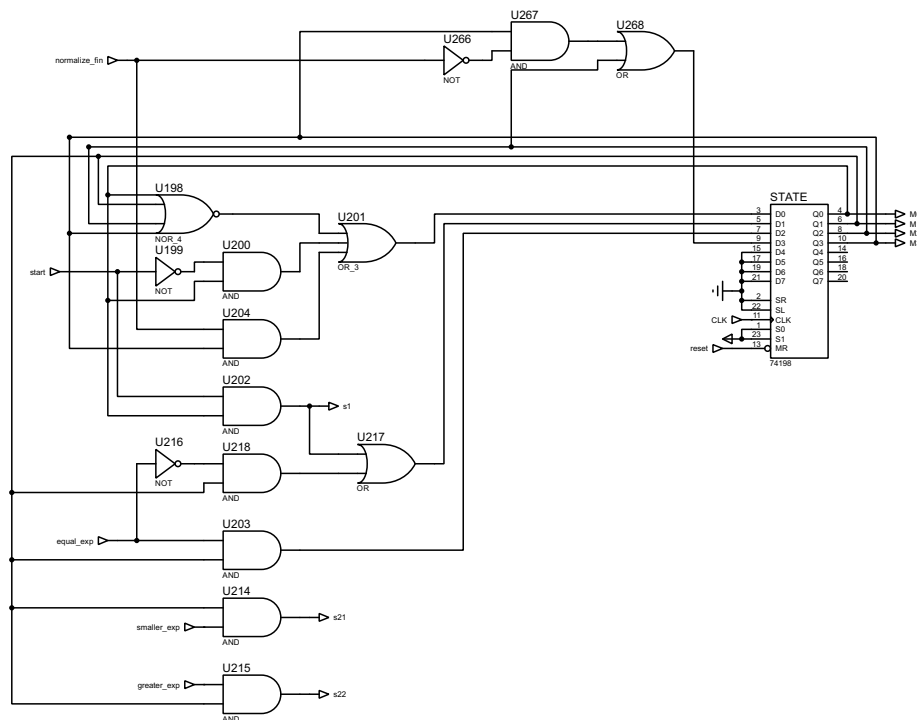 U267
U268
U266
normalize_fin
NOT
AND
OR
U198
NOR_4
U201
OR_3
U199
U200
start
NOT
AND
U204
AND
U202
s1
AND
U217
U216
U218
NOT
AND
OR
U203
equal_exp
AND
U214
s21
smaller_exp
AND
U215
greater_exp
s22
AND
STATE
3 D0 Q0 4
5 D1 Q1 6
7 D2 Q2 8
9 D3 Q3 10
15 D4 Q4 14
17 D5 Q5 16
19 D6 Q6 18
21 D7 Q7 20
2 SR
22 SL
CLK 11 CLK
1 S0
23 S1
reset 13 MR
74198